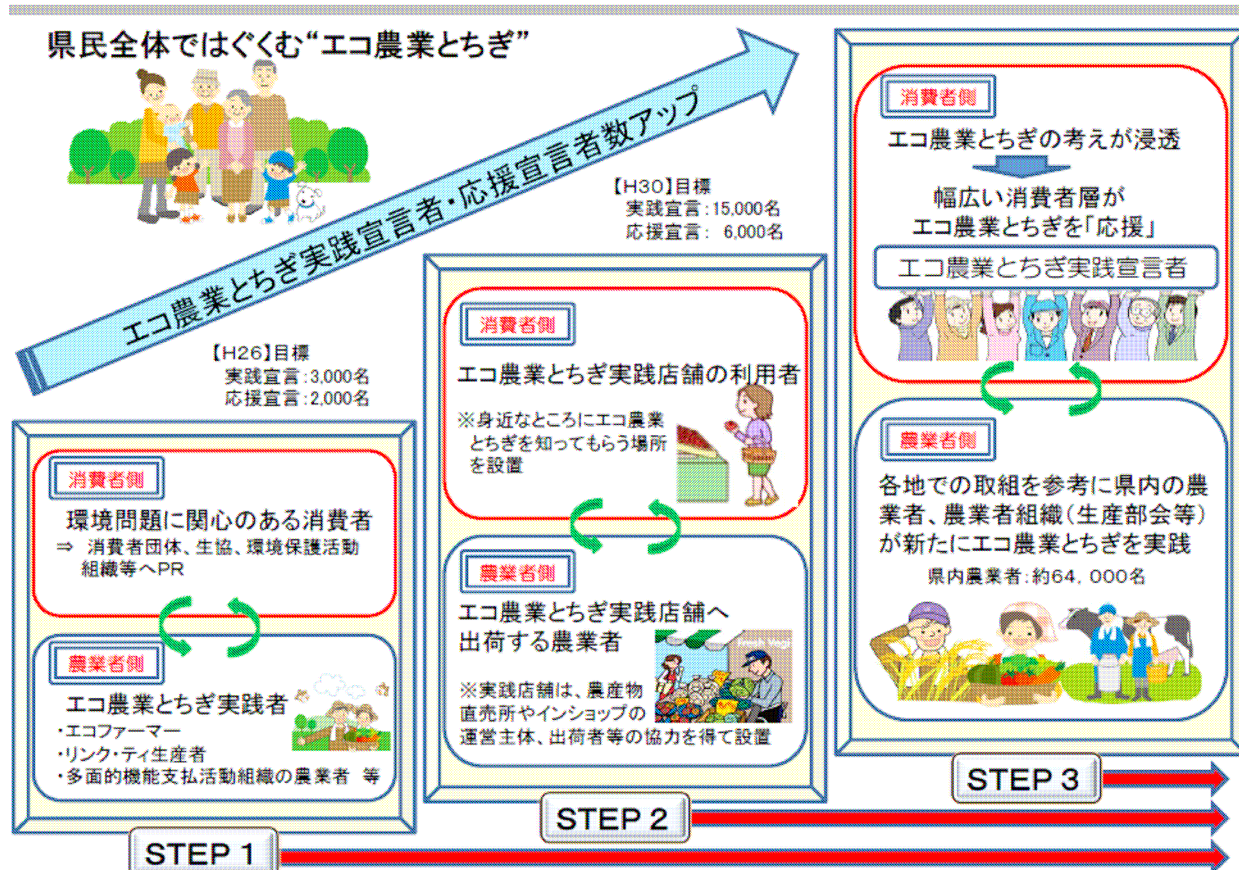 県民全体ではぐくむ“エコ農業とちぎ”
エコ農業とちぎ実践宣言者・応援宣言者数アップ
【H26】目標
実践宣言：3,000名
応援宣言：2,000名
【H30】目標
実践宣言：15,000名
応援宣言： 6,000名
消費者側
環境問題に関心のある消費者
⇒ 消費者団体、生協、環境保護活動
組織等へPR
農業者側
エコ農業とちぎ実践者
・エコファーマー
・リンク・ティ生産者
・多面的機能支払活動組織の農業者 等
STEP 1
消費者側
エコ農業とちぎ実践店舗の利用者
※身近なところにエコ農業
とちぎを知ってもらう場所
を設置
農業者側
エコ農業とちぎ実践店舗へ
出荷する農業者
※実践店舗は、農産物
直売所やインショップの
運営主体、出荷者等の協力を得て設置
STEP 2
消費者側
エコ農業とちぎの考えが浸透
幅広い消費者層が
エコ農業とちぎを「応援」
エコ農業とちぎ実践宣言者
農業者側
各地での取組を参考に県内の農
業者、農業者組織（生産部会等）
が新たにエコ農業とちぎを実践
県内農業者：約64，000名
STEP 3